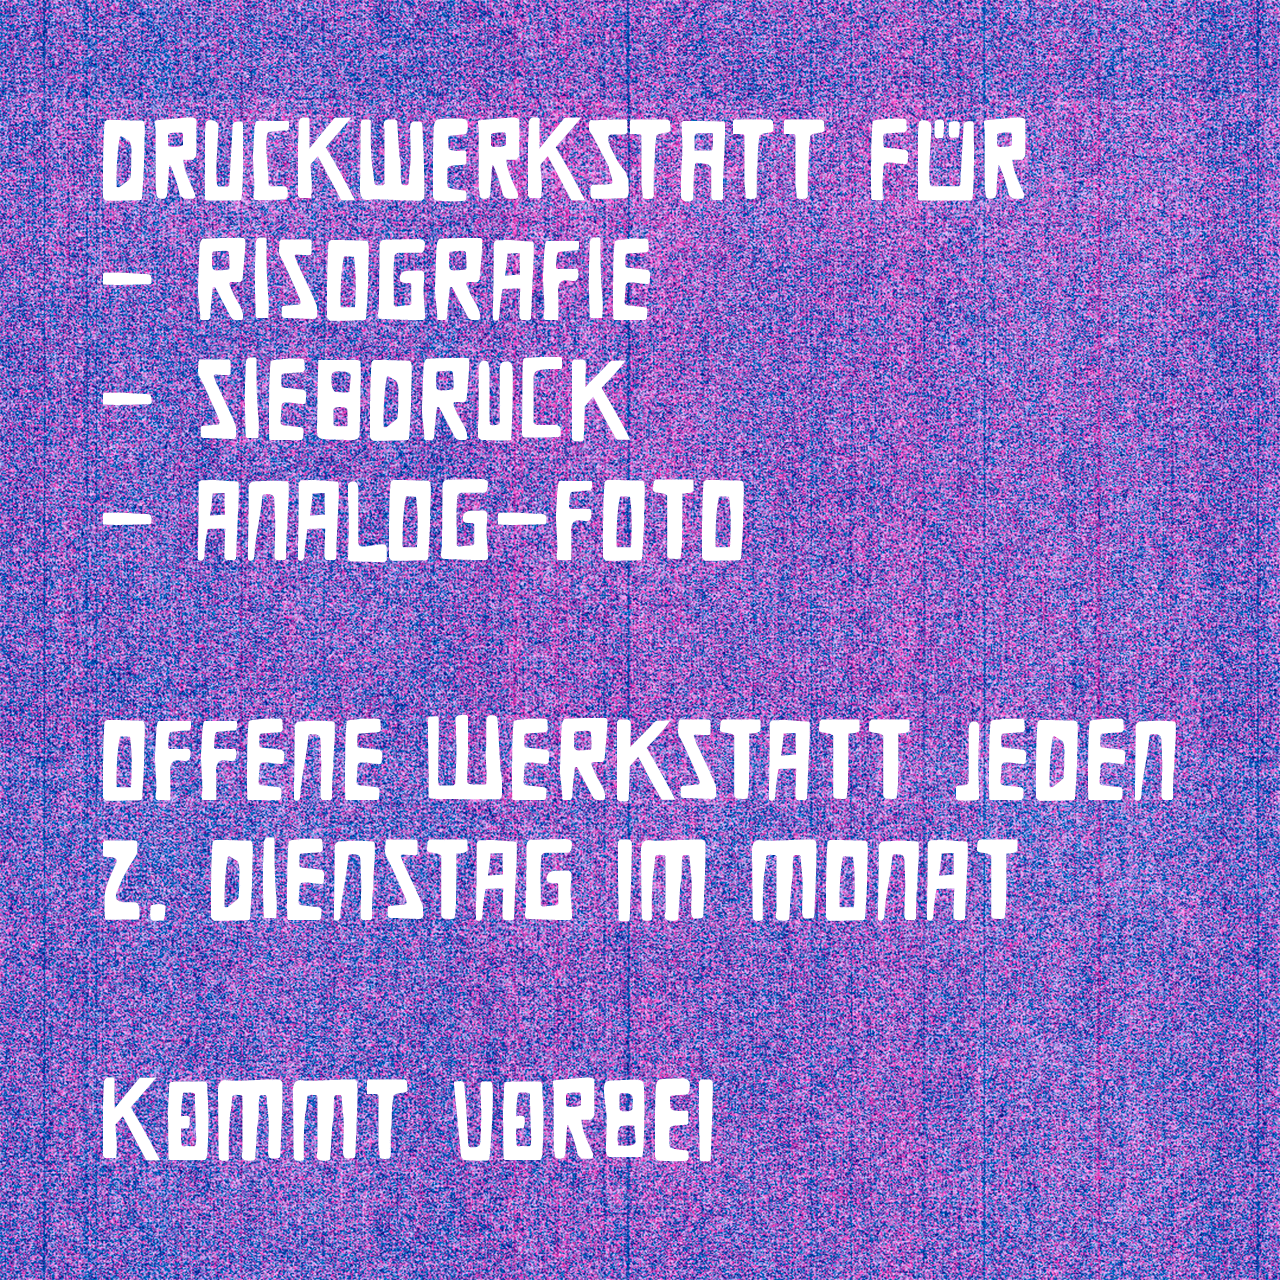 DRUCKWERKSTATT FÜR
- RISOGRAFIE
- SIEBDRUCK
- ANALOG-FOTO
OFFENE WERKSTATT JEDEN
2. DIENSTAG IM MONAT
KOMMT VORBEI